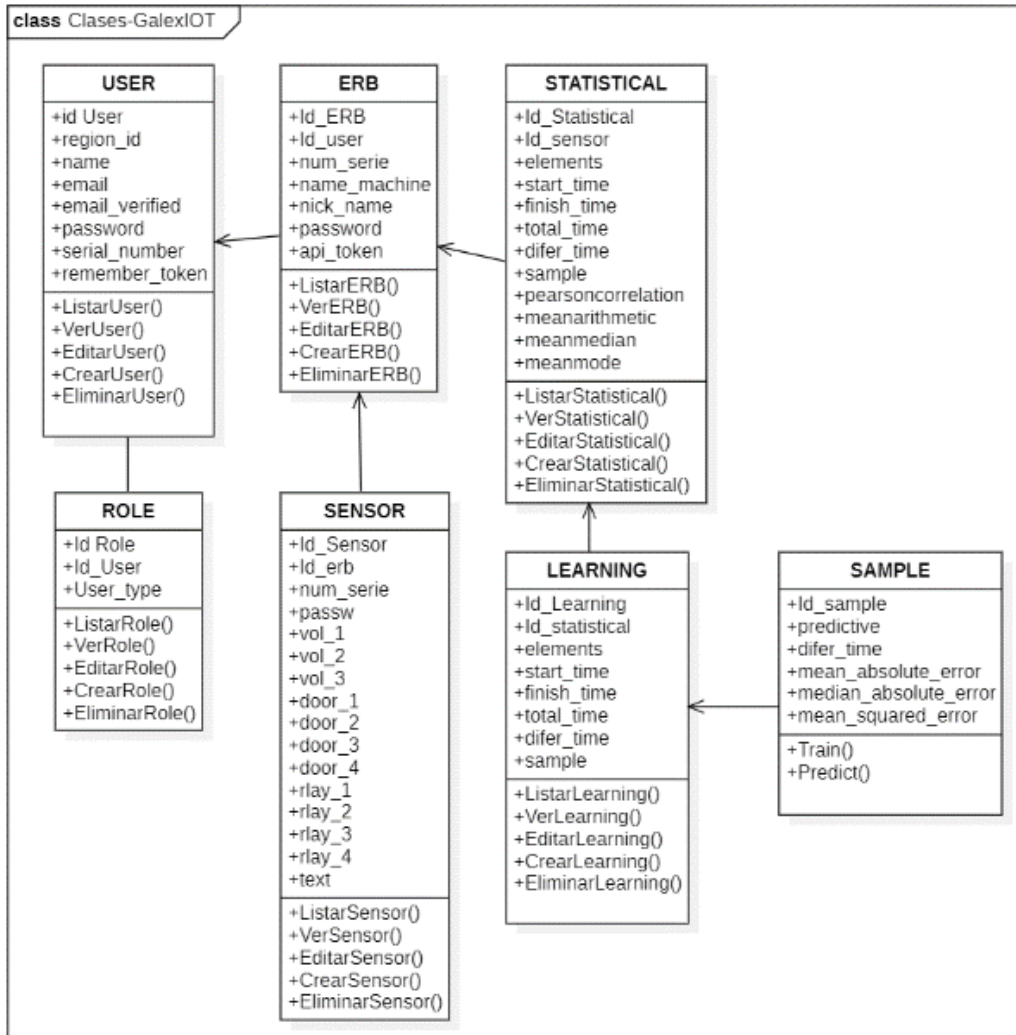 class Clases-GalexIOT
USER
+id User
+region_id
+name
+email
+email_verified
+password
+serial_number
+remember_token
+ListarUser()
+VerUser()
+EditarUser()
+CrearUser()
+EliminarUser()
ERB
+Id_ERB
+Id_user
+num_serie
+name_machine
+nick_name
+password
+api_token
+ListarERB()
+VerERB()
+EditarERB()
+CrearERB()
+EliminarERB()
STATISTICAL
+Id_Statistical
+Id_sensor
+elements
+start_time
+finish_time
+total_time
+difer_time
+sample
+pearsoncorrelation
+meanarithmetic
+meanmedian
+meanmode
+ListarStatistical()
+VerStatistical()
+EditarStatistical()
+CrearStatistical()
+EliminarStatistical()
ROLE
+Id Role
+Id_User
+User_type
+ListarRole()
+VerRole()
+EditarRole()
+CrearRole()
+EliminarRole()
SENSOR
+Id_Sensor
+Id_erb
+num_serie
+passw
+vol_1
+vol_2
+vol_3
+door_1
+door_2
+door_3
+door_4
+rlay_1
+rlay_2
+rlay_3
+rlay_4
+text
+ListarSensor()
+VerSensor()
+EditarSensor()
+CrearSensor()
+EliminarSensor()
LEARNING
+Id_Learning
+Id_statistical
+elements
+start_time
+finish_time
+total_time
+difer_time
+sample
+ListarLearning()
+VerLearning()
+EditarLearning()
+CrearLearning()
+EliminarLearning()
SAMPLE
+Id_sample
+predictive
+difer_time
+mean_absolute_error
+median_absolute_error
+mean_squared_error
+Train()
+Predict()